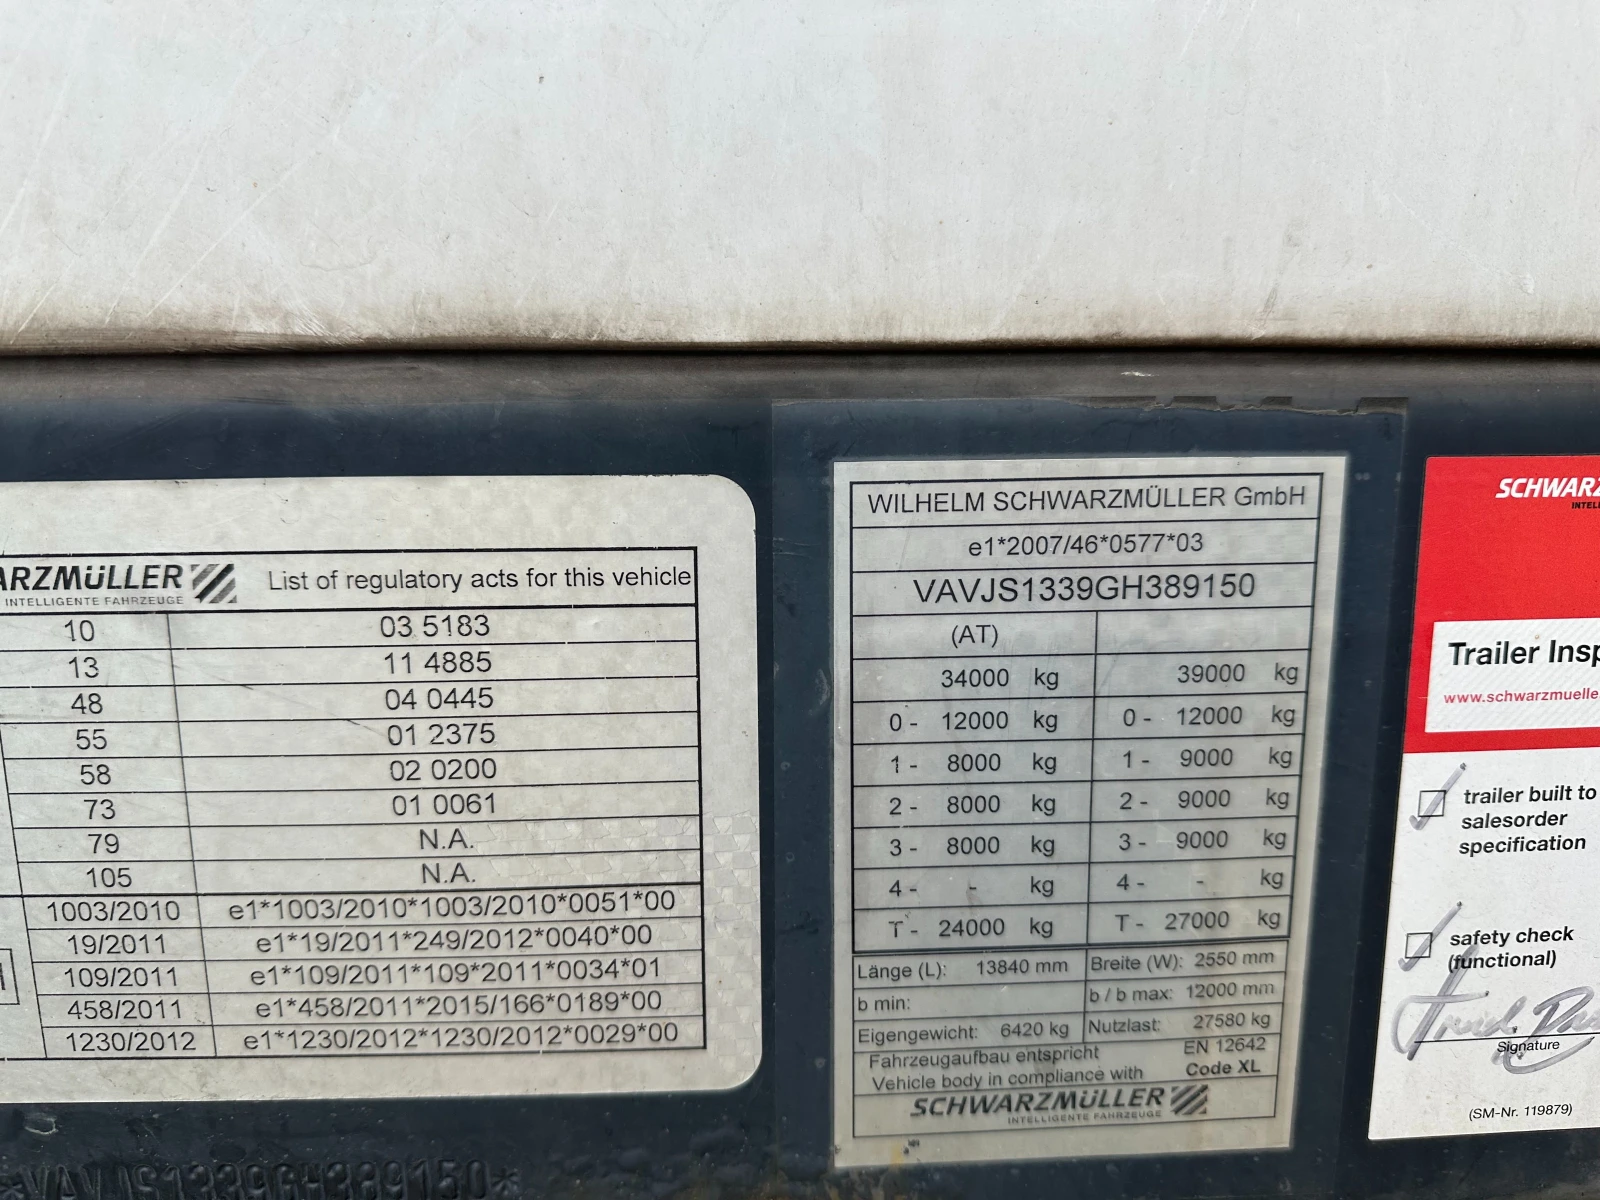 ARZMÜLLER List of regulatory acts for this vehicle
INTELLIGENTE FAHRZEUGE
10 03 5183
13 11 4885
48 04 0445
55 01 2375
58 02 0200
73 01 0061
79 N.A.
105 N.A.
1003/2010 e1*1003/2010*1003/2010*0051*00
19/2011 e1*19/2011*249/2012*0040*00
109/2011 e1*109/2011*109*2011*0034*01
458/2011 e1*458/2011*2015/166*0189*00
1230/2012 e1*1230/2012*1230/2012*0029*00
*VAVJS1339GH389150*
WILHELM SCHWARZMÜLLER GmbH
e1*2007/46*0577*03
VAVJS1339GH389150
(AT)
34000 kg 39000 kg
0 - 12000 kg 0 - 12000 kg
1 - 8000 kg 1 - 9000 kg
2 - 8000 kg 2 - 9000 kg
3 - 8000 kg 3 - 9000 kg
4 - - kg 4 - - kg
T - 24000 kg T - 27000 kg
Länge (L): 13840 mm Breite (W): 2550 mm
b min: b / b max: 12000 mm
Eigengewicht: 6420 kg Nutzlast: 27580 kg
Fahrzeugaufbau entspricht EN 12642
Vehicle body in compliance with Code XL
SCHWARZMÜLLER
INTELLIGENTE FAHRZEUGE
SCHWARZ
INTEL
Trailer Insp
www.schwarzmuelle
trailer built to
salesorder
specification
safety check
(functional)
Signature
(SM-Nr. 119879)